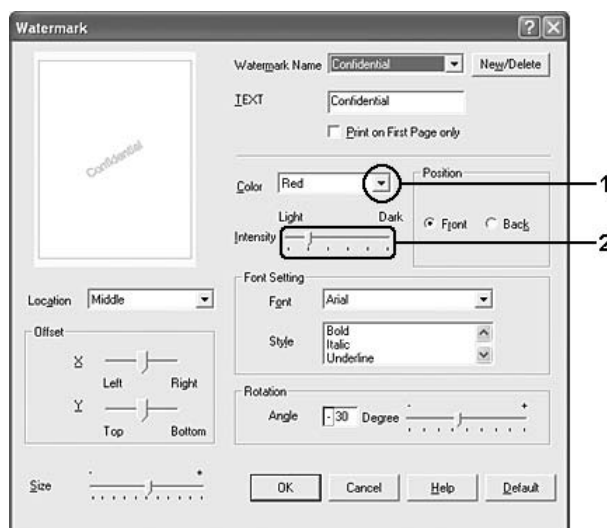 Watermark
Watermark Name Confidential New/Delete
TEXT Confidential
Print on First Page only
Confidential
Color Red
Position
1
Light Dark
Front Back
Intensity
2
Font Setting
Font Arial
Location Middle
Style Bold
Italic
Underline
Offset
X
Left Right
Y
Top Bottom
Rotation
Angle -30 Degree - +
Size - +
OK Cancel Help Default